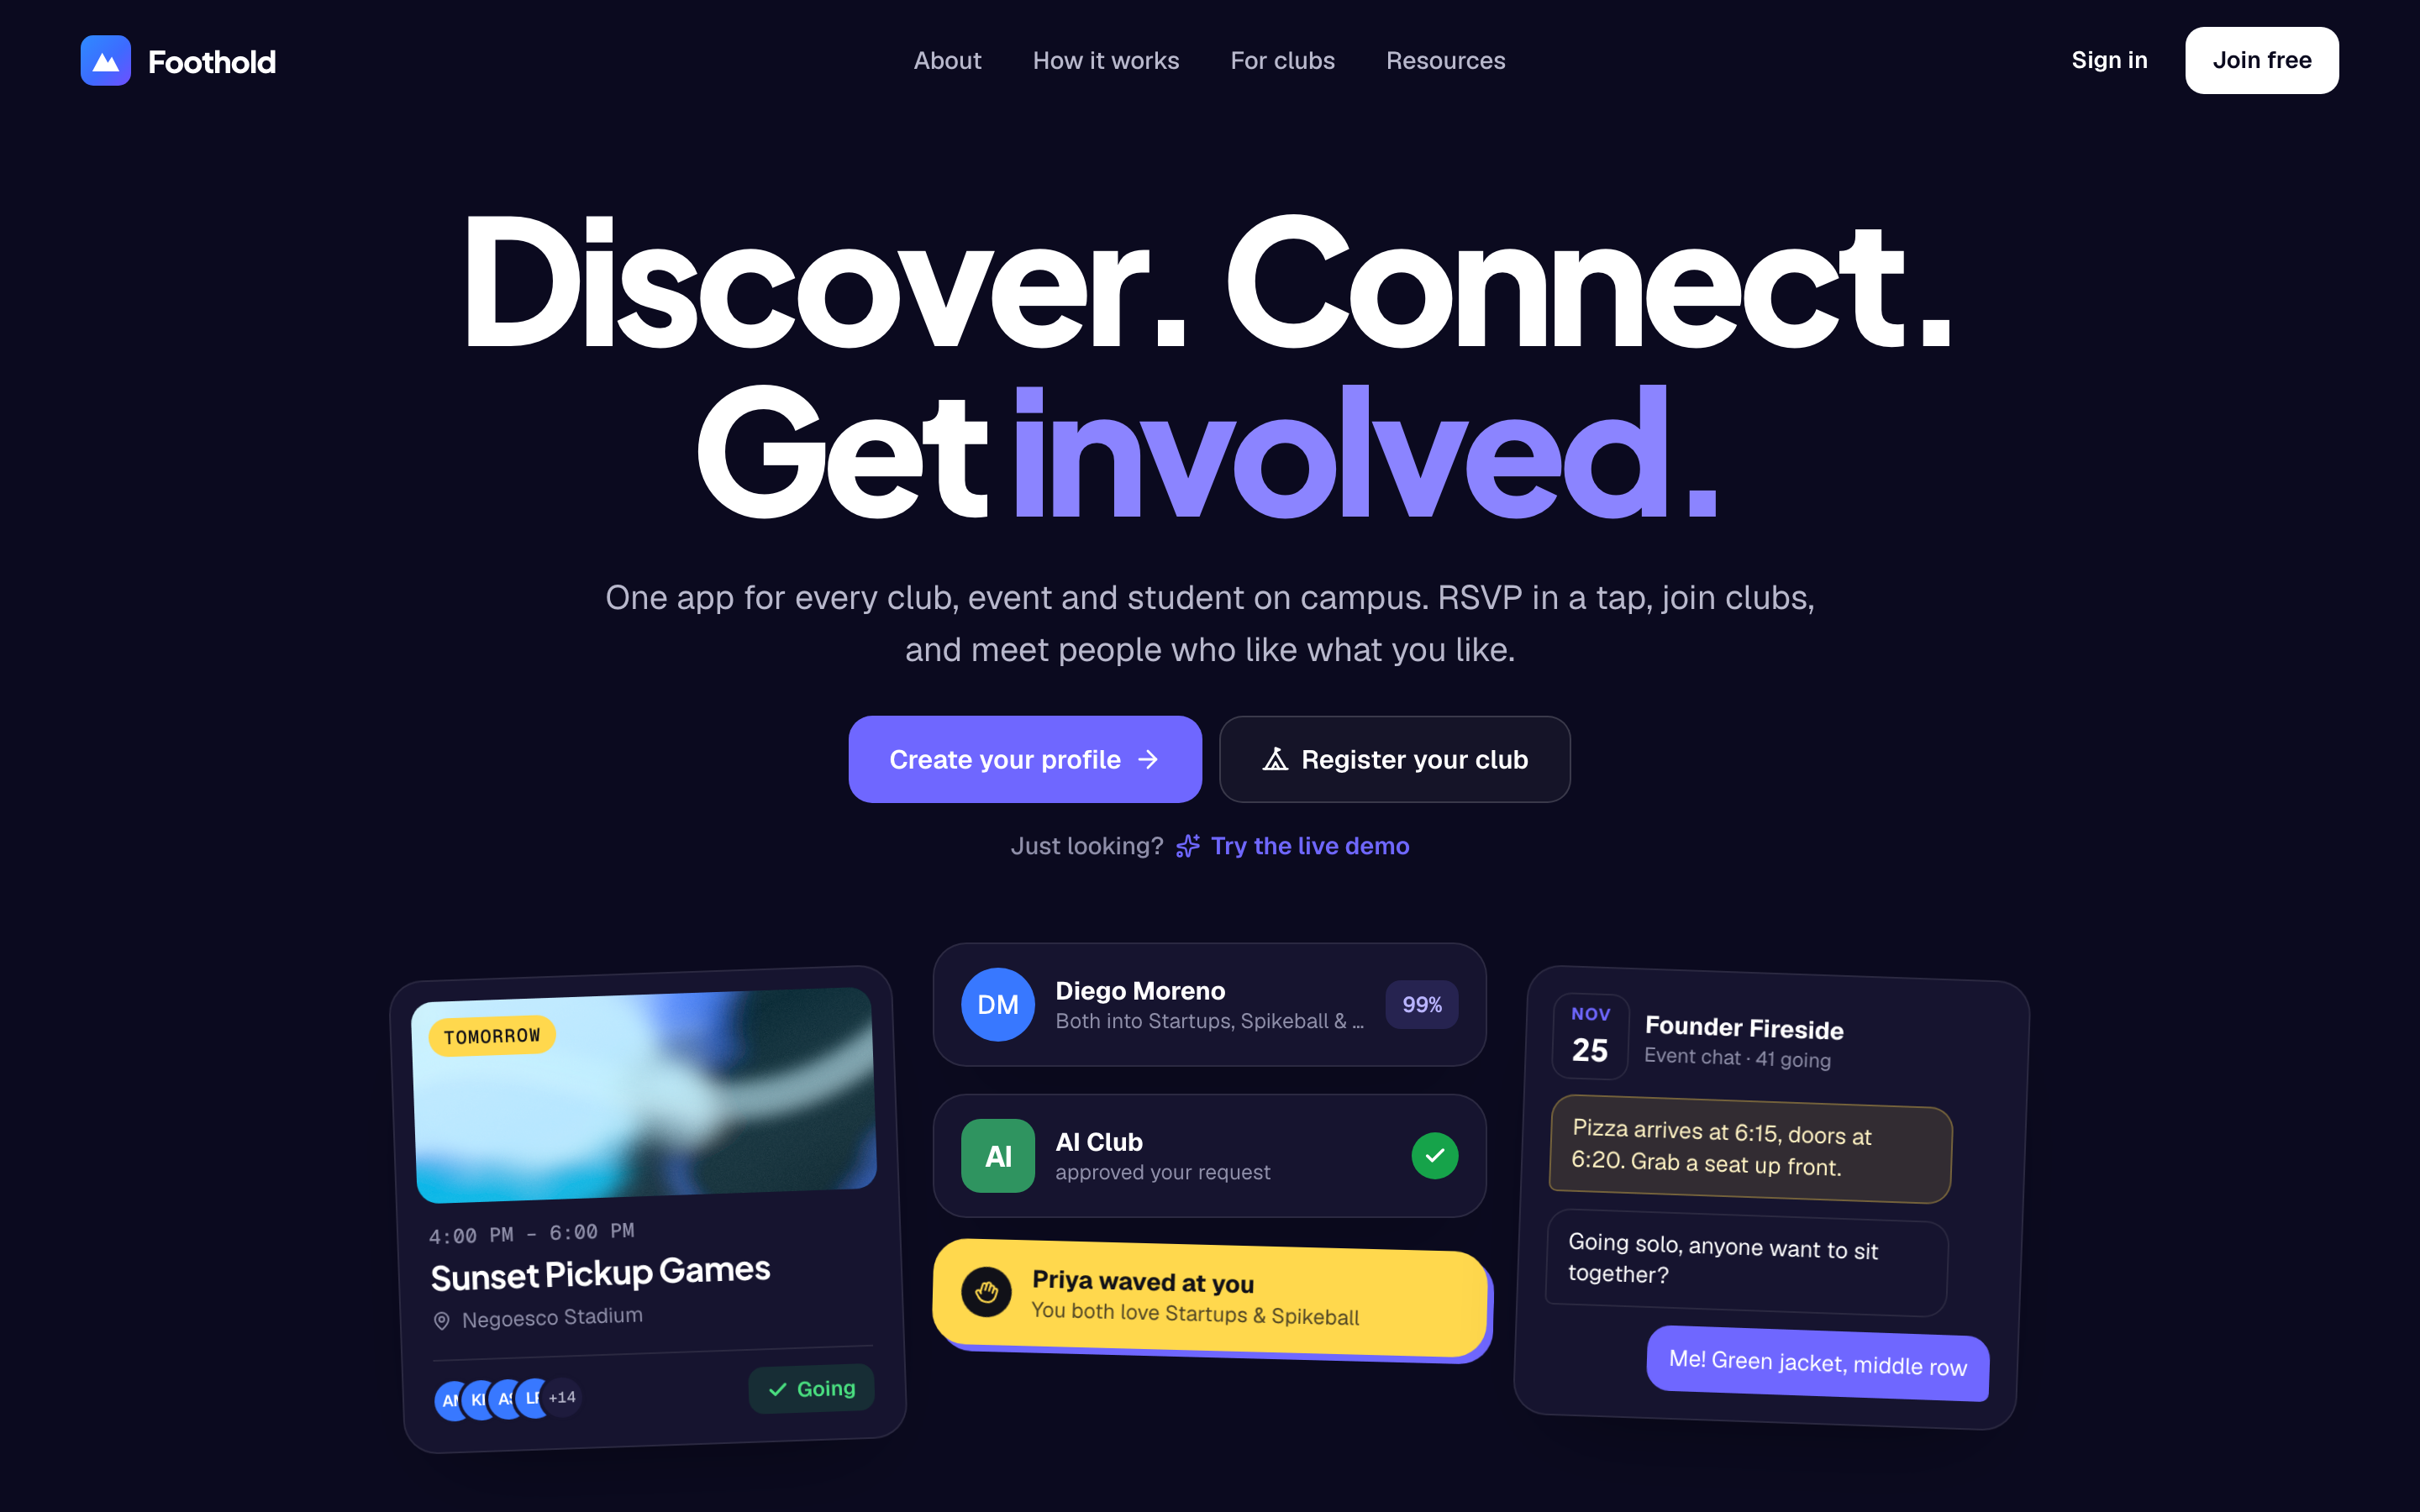 Foothold
About
How it works
For clubs
Resources
Sign in
Join free
Discover. Connect.
Get involved.
One app for every club, event and student on campus. RSVP in a tap, join clubs,
and meet people who like what you like.
Create your profile
Register your club
Just looking? Try the live demo
TOMORROW
4:00 PM – 6:00 PM
Sunset Pickup Games
Negoesco Stadium
+14
Going
DM
Diego Moreno
Both into Startups, Spikeball & …
99%
AI
AI Club
approved your request
Priya waved at you
You both love Startups & Spikeball
NOV
25
Founder Fireside
Event chat · 41 going
Pizza arrives at 6:15, doors at
6:20. Grab a seat up front.
Going solo, anyone want to sit
together?
Me! Green jacket, middle row